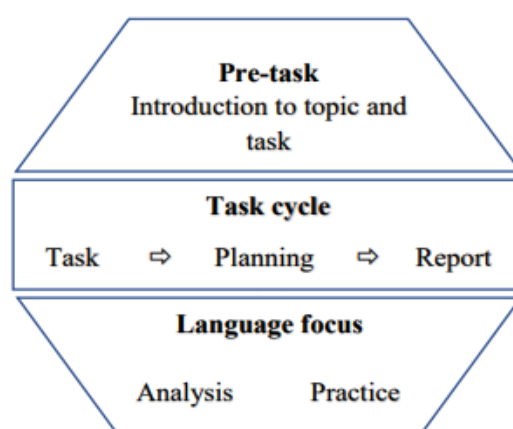 Pre-task
Introduction to topic and
task
Task cycle
Task ⇨ Planning ⇨ Report
Language focus
Analysis Practice